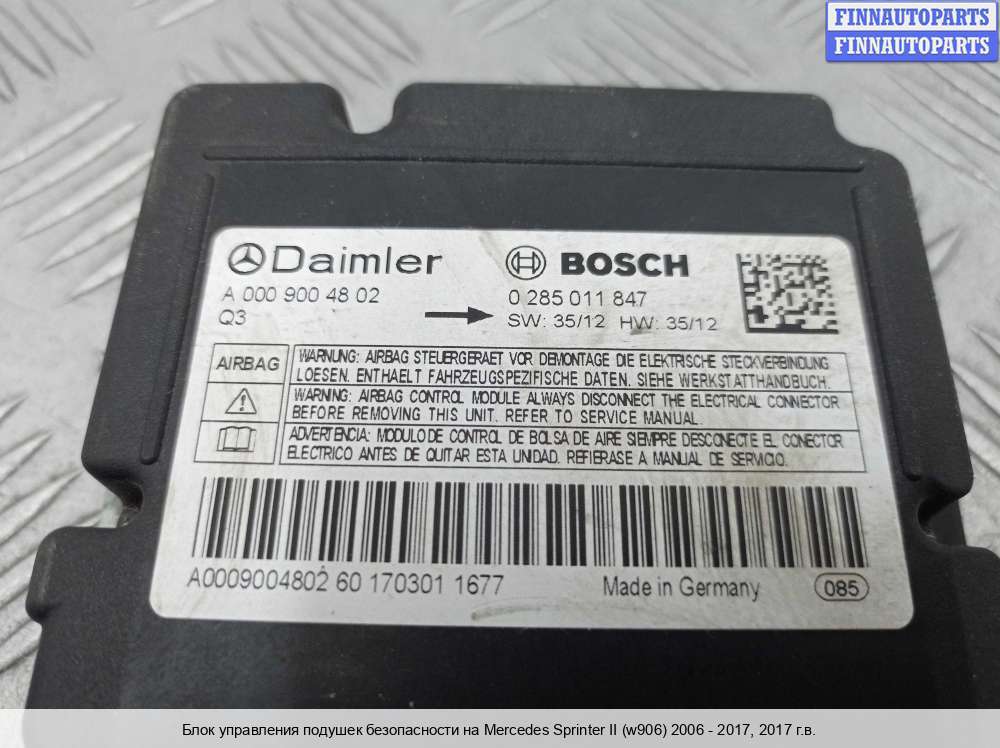 FINNAUTOPARTS
FINNAUTOPARTS
Daimler
BOSCH
A 000 900 48 02
0 285 011 847
Q3
SW: 35/12 HW: 35/12
AIRBAG
WARNUNG: AIRBAG STEUERGERAET VOR DEMONTAGE DIE ELEKTRISCHE STECKVERBINDUNG
LOESEN. ENTHAELT FAHRZEUGSPEZIFISCHE DATEN. SIEHE WERKSTATTHANDBUCH.
WARNING: AIRBAG CONTROL MODULE ALWAYS DISCONNECT THE ELECTRICAL CONNECTOR
BEFORE REMOVING THIS UNIT. REFER TO SERVICE MANUAL.
ADVERTENCIA: MODULO DE CONTROL DE BOLSA DE AIRE SIEMPRE DESCONECTE EL CONECTOR
ELECTRICO ANTES DE QUITAR ESTA UNIDAD. REFIERASE A MANUAL DE SERVICIO.
A0009004802 60 170301 1677
Made in Germany
085
Блок управления подушек безопасности на Mercedes Sprinter II (w906) 2006 - 2017, 2017 г.в.